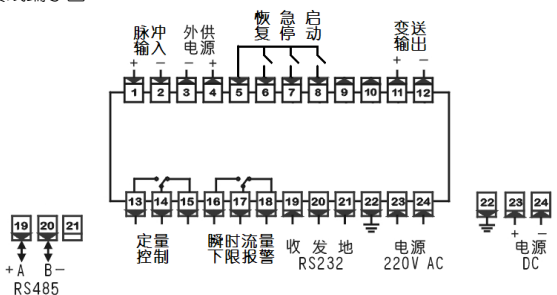 脉冲 外供 恢 急 启 变送
输入 电源 复 停 动 输出
+ − − + + −
1 2 3 4 5 6 7 8 9 10 11 12
13 14 15 16 17 18 19 20 21 22 23 24
定量 瞬时流量 收 发 地 电源
控制 下限报警 RS232 220V AC
19 20 21
+A B−
RS485
22 23 24
+ −
电源
DC